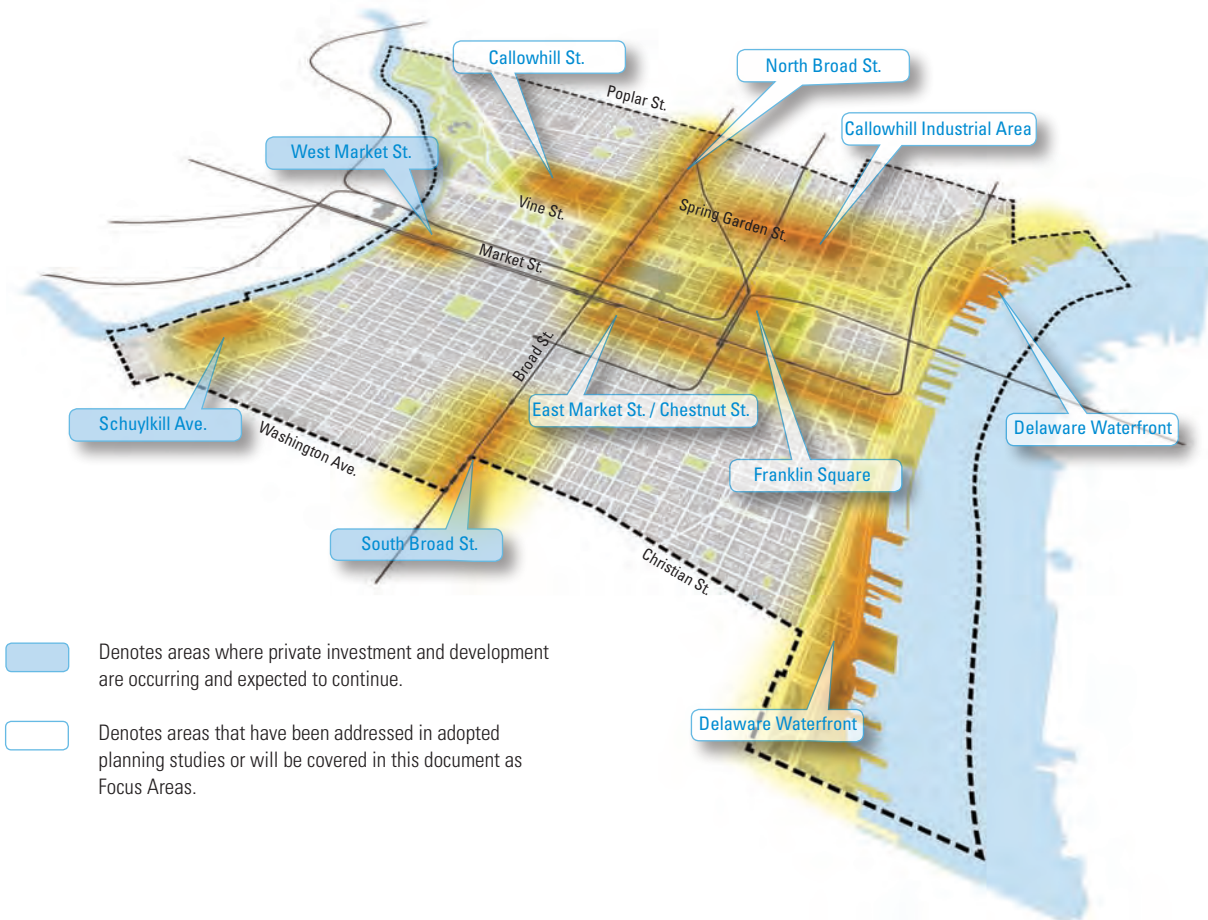 Callowhill St.
North Broad St.
Poplar St.
Callowhill Industrial Area
West Market St.
Vine St.
Spring Garden St.
Market St.
Broad St.
East Market St. / Chestnut St.
Schuylkill Ave.
Delaware Waterfront
Washington Ave.
Franklin Square
South Broad St.
Christian St.
Denotes areas where private investment and development
are occurring and expected to continue.
Delaware Waterfront
Denotes areas that have been addressed in adopted
planning studies or will be covered in this document as
Focus Areas.